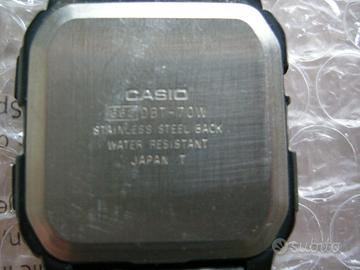 CASIO
DBT-70W
STAINLESS STEEL BACK
WATER RESISTANT
JAPAN T
subito